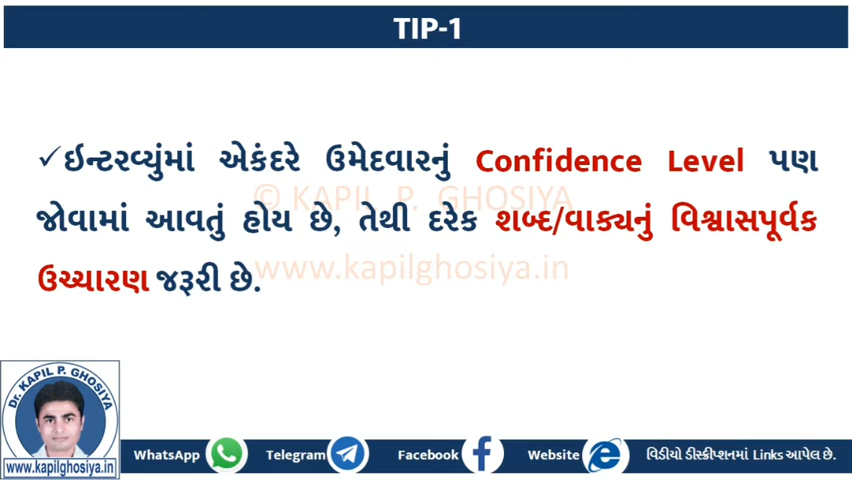 TIP-1
✓ઇન્ટરવ્યુંમાં એકંદરે ઉમેદવારનું Confidence Level પણ
© KAPIL P. GHOSIYA
જોવામાં આવતું હોય છે, તેથી દરેક શબ્દ/વાક્યનું વિશ્વાસપૂર્વક
www.kapilghosiya.in
ઉચ્ચારણ જરૂરી છે.
Dr. KAPIL P. GHOSIYA
www.kapilghosiya.in
WhatsApp Telegram Facebook Website વિડીયો ડીસ્ક્રીપ્શનમાં Links આપેલ છે.